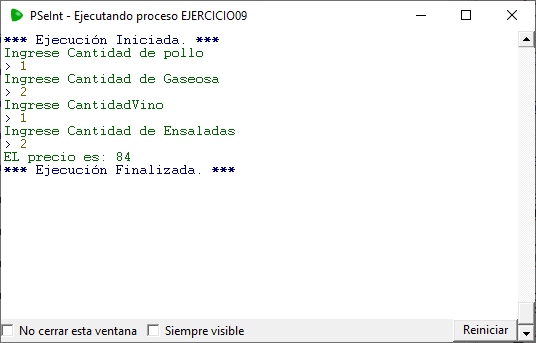 PSeInt - Ejecutando proceso EJERCICIO09
*** Ejecución Iniciada. ***
Ingrese Cantidad de pollo
> 1
Ingrese Cantidad de Gaseosa
> 2
Ingrese CantidadVino
> 1
Ingrese Cantidad de Ensaladas
> 2
EL precio es: 84
*** Ejecución Finalizada. ***
No cerrar esta ventana Siempre visible Reiniciar